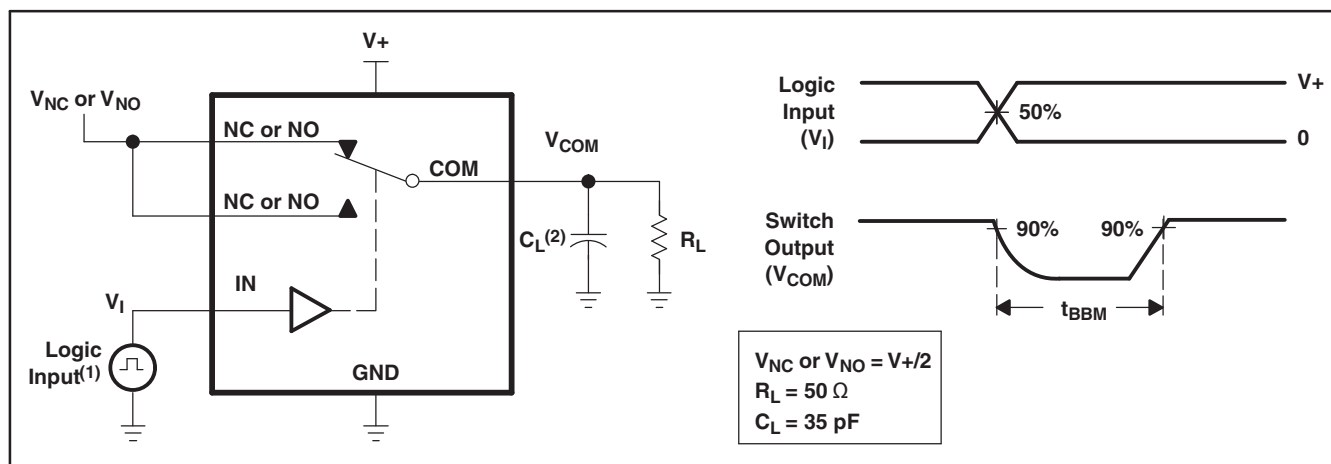 V+
VNC or VNO
NC or NO
VCOM
COM
NC or NO
CL(2)
RL
IN
VI
Logic
Input(1)
GND
Logic
Input
(VI)
V+
50%
0
Switch
Output
(VCOM)
90%
90%
tBBM
VNC or VNO = V+/2
RL = 50 Ω
CL = 35 pF